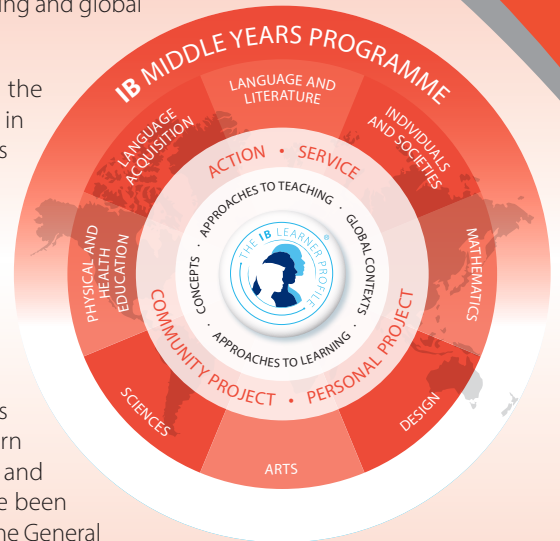 ing and global
the
in
s
s
rn
and
e been
ne General
IB MIDDLE YEARS PROGRAMME
LANGUAGE AND
LITERATURE
INDIVIDUALS
AND SOCIETIES
MATHEMATICS
DESIGN
ARTS
SCIENCES
PHYSICAL AND
HEALTH
EDUCATION
LANGUAGE
ACQUISITION
ACTION • SERVICE
COMMUNITY PROJECT • PERSONAL PROJECT
APPROACHES TO TEACHING · GLOBAL CONTEXTS · APPROACHES TO LEARNING · CONCEPTS ·
THE IB LEARNER PROFILE ®